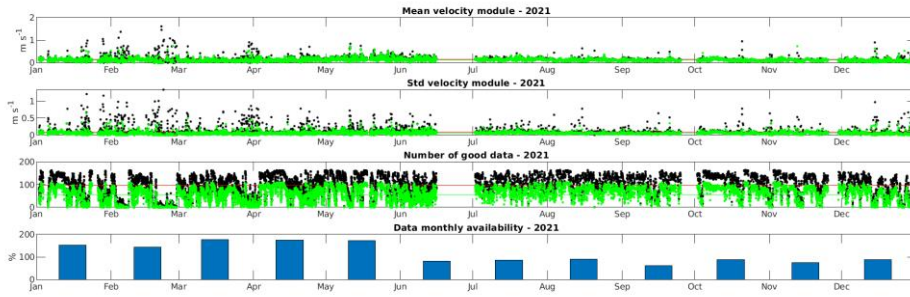 Mean velocity module - 2021
m s-1
2
1
0
Jan Feb Mar Apr May Jun Jul Aug Sep Oct Nov Dec
Std velocity module - 2021
m s-1
1
0.5
0
Jan Feb Mar Apr May Jun Jul Aug Sep Oct Nov Dec
Number of good data - 2021
200
100
0
Jan Feb Mar Apr May Jun Jul Aug Sep Oct Nov Dec
Data monthly availability - 2021
%
200
100
0
Jan Feb Mar Apr May Jun Jul Aug Sep Oct Nov Dec